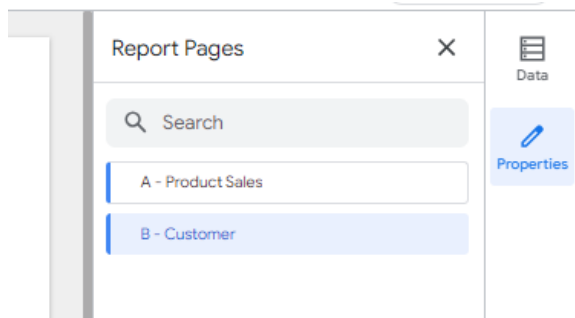 Report Pages
Data
Search
Properties
A - Product Sales
B - Customer